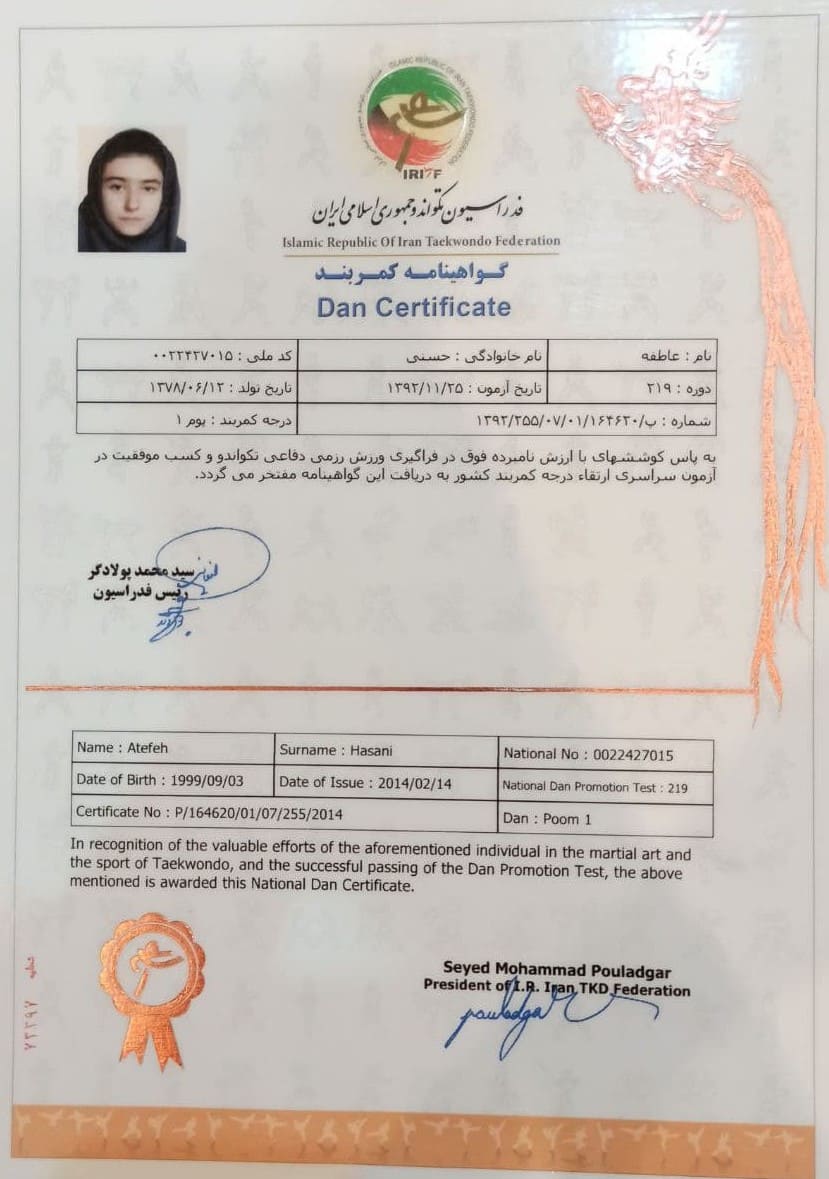 ISLAMIC REPUBLIC OF IRAN TAEKWONDO FEDERATION
IRITF
فدراسیون تکواندو جمهوری اسلامی ایران
Islamic Republic Of Iran Taekwondo Federation
گواهینامه کمربند
Dan Certificate
نام : عاطفه نام خانوادگی : حسنی کد ملی : ۰۰۲۲۴۲۷۰۱۵
دوره : ۲۱۹ تاریخ آزمون : ۱۳۹۲/۱۱/۲۵ تاریخ تولد : ۱۳۷۸/۰۶/۱۲
شماره : پ/۱۳۹۲/۲۵۵/۰۷/۰۱/۱۶۴۶۲۰ درجه کمربند : پوم ۱
به پاس کوششهای با ارزش نامبرده فوق در فراگیری ورزش رزمی دفاعی تکواندو و کسب موفقیت در
آزمون سراسری ارتقاء درجه کمربند کشور به دریافت این گواهینامه مفتخر می گردد.
سید محمد پولادگر
رییس فدراسیون
Name : Atefeh Surname : Hasani National No : 0022427015
Date of Birth : 1999/09/03 Date of Issue : 2014/02/14 National Dan Promotion Test : 219
Certificate No : P/164620/01/07/255/2014 Dan : Poom 1
In recognition of the valuable efforts of the aforementioned individual in the martial art and
the sport of Taekwondo, and the successful passing of the Dan Promotion Test, the above
mentioned is awarded this National Dan Certificate.
Seyed Mohammad Pouladgar
President of I.R. Iran TKD Federation
pouladgar